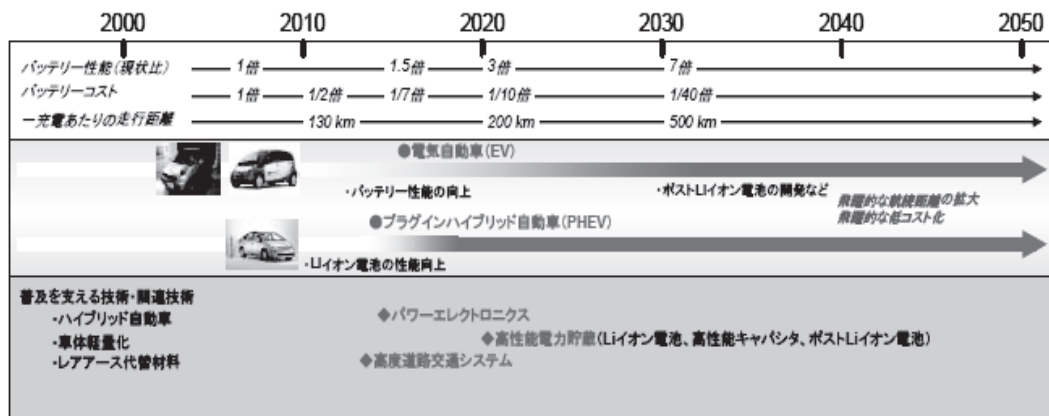 2000 2010 2020 2030 2040 2050
バッテリー性能(現状比) 1倍 1.5倍 3倍 7倍
バッテリーコスト 1倍 1/2倍 1/7倍 1/10倍 1/40倍
一充電あたりの走行距離 130 km 200 km 500 km
●電気自動車(EV)
・バッテリー性能の向上 ・ポストLiイオン電池の開発など
飛躍的な航続距離の拡大
飛躍的な低コスト化
●プラグインハイブリッド自動車(PHEV)
・Liイオン電池の性能向上
普及を支える技術・関連技術
・ハイブリッド自動車 ◆パワーエレクトロニクス
・車体軽量化 ◆高性能電力貯蔵(Liイオン電池、高性能キャパシタ、ポストLiイオン電池)
・レアアース代替材料 ◆高度道路交通システム